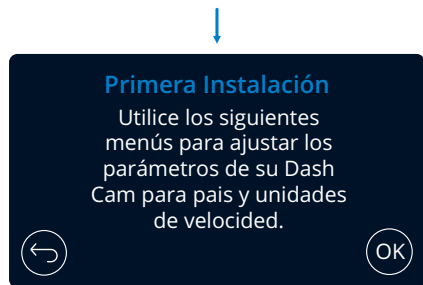 Primera Instalación
Utilice los siguientes
menús para ajustar los
parámetros de su Dash
Cam para pais y unidades
de velocided.
OK